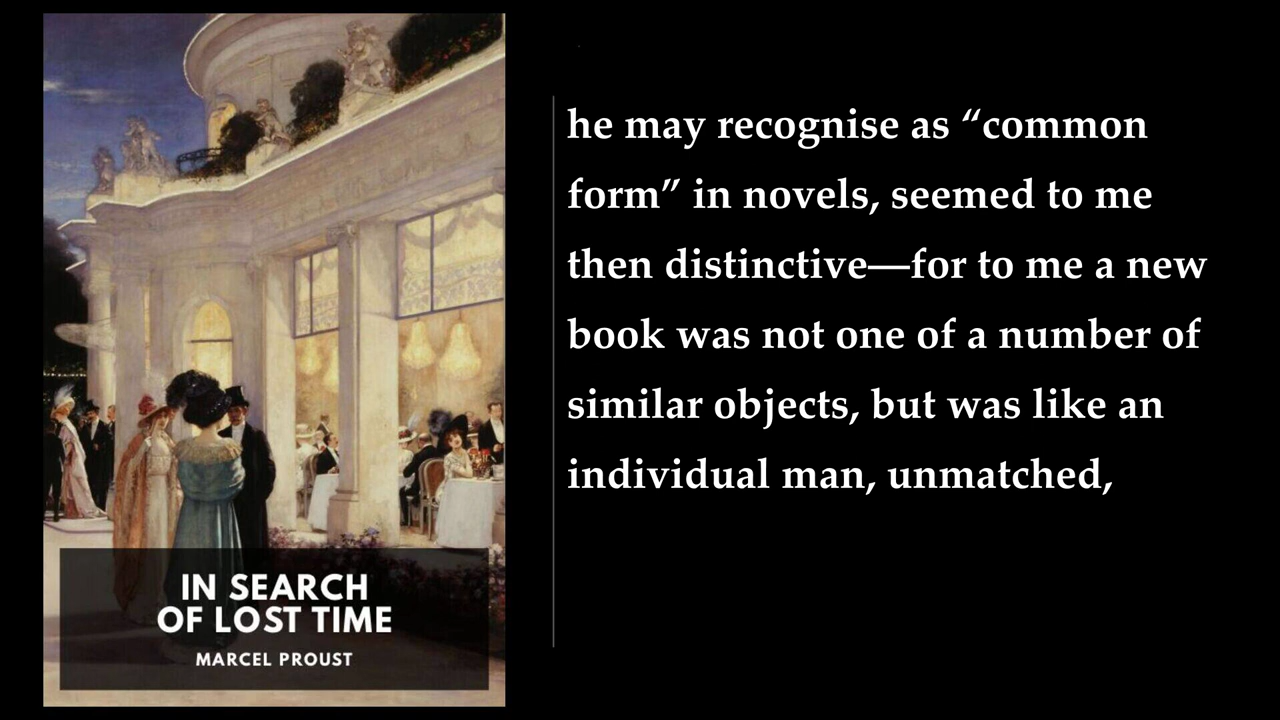 he may recognise as “common
form” in novels, seemed to me
then distinctive—for to me a new
book was not one of a number of
similar objects, but was like an
individual man, unmatched,
IN SEARCH
OF LOST TIME
MARCEL PROUST